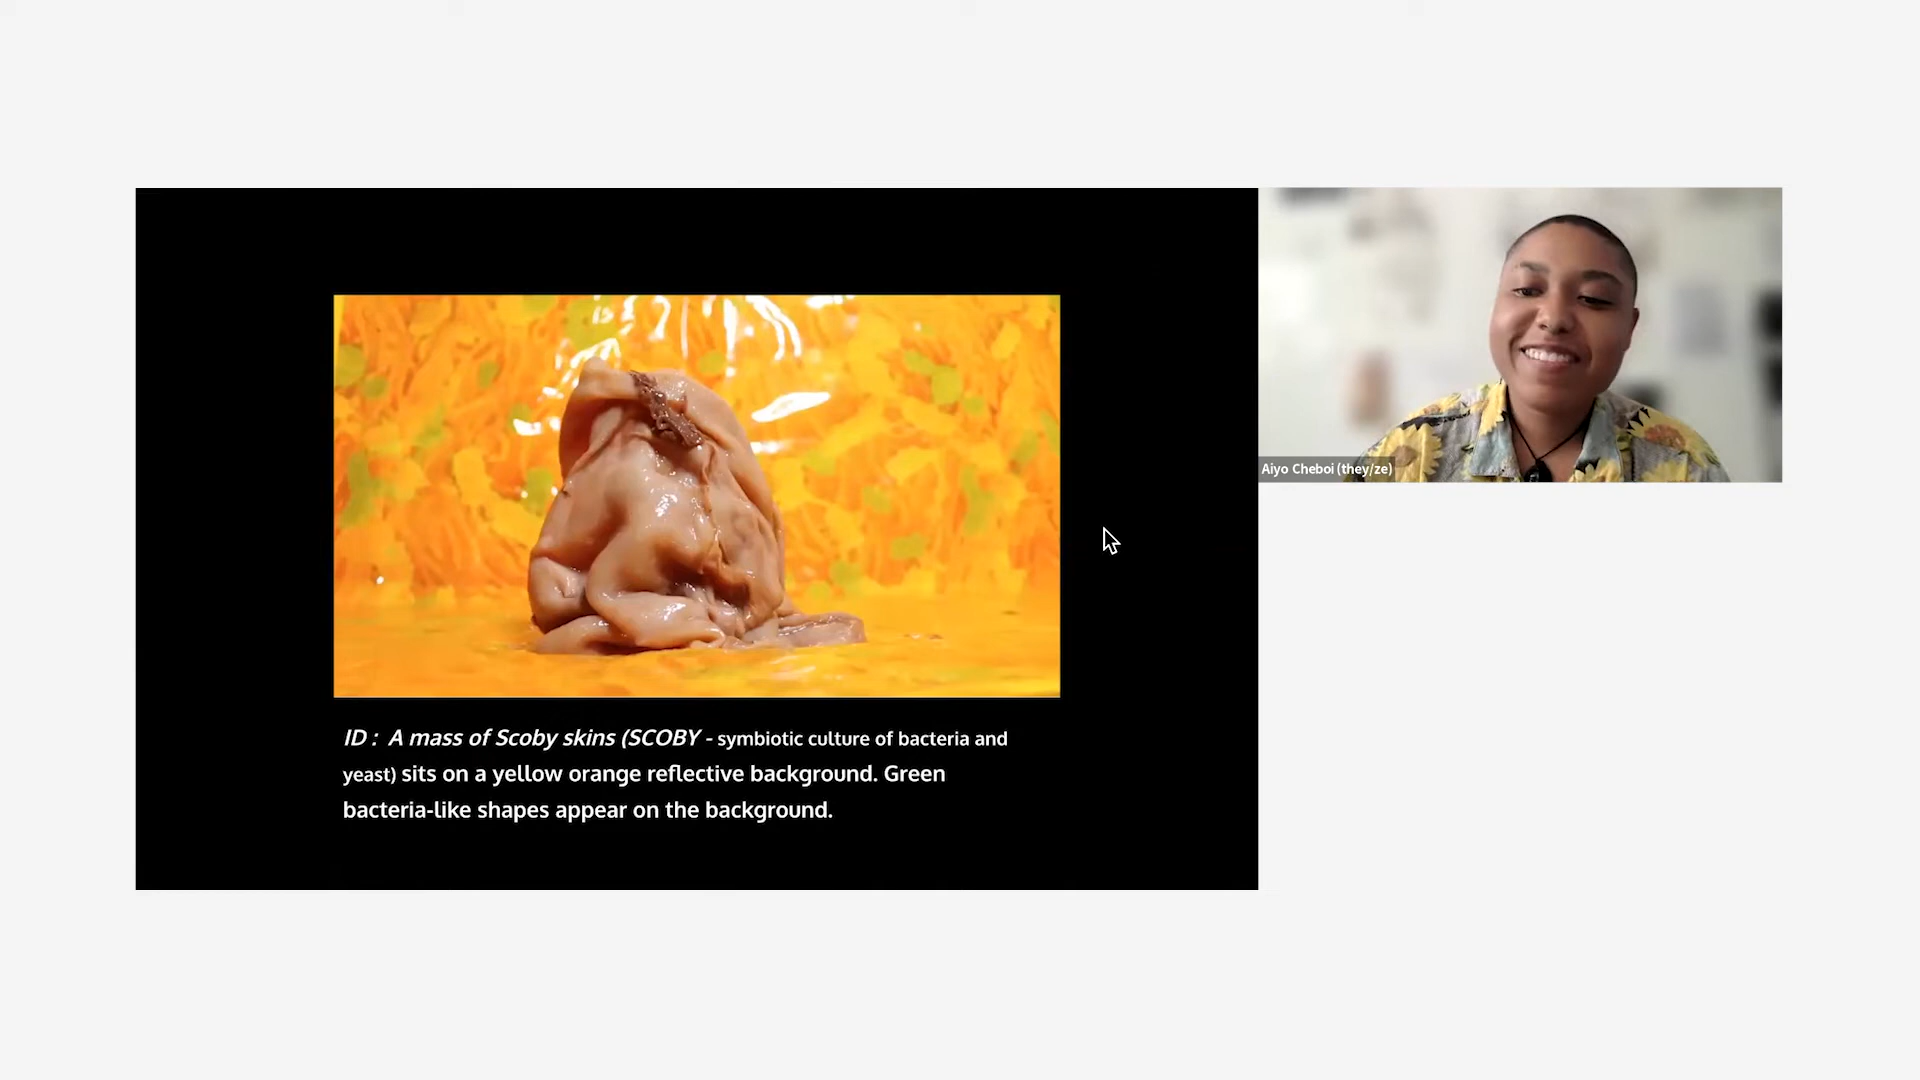 Aiyo Cheboi (they/ze)
ID : A mass of Scoby skins (SCOBY - symbiotic culture of bacteria and
yeast) sits on a yellow orange reflective background. Green
bacteria-like shapes appear on the background.